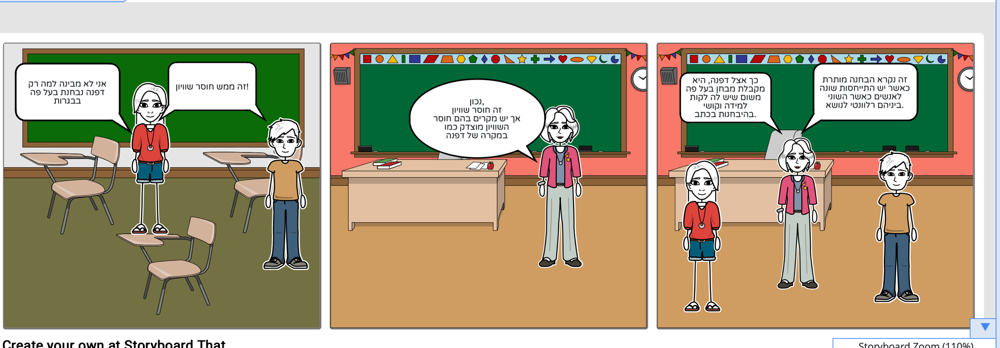 אני לא מבינה למה רק
דפנה נבחנת בעל פה
בבגרות
זה ממש חוסר שוויון!
נכון,
זה חוסר שוויון
אך יש מקרים בהם חוסר
השוויון מוצדק כמו
במקרה של דפנה
זה נקרא הבחנה מותרת
כאשר יש התייחסות שונה
לאנשים כאשר השוני
ביניהם רלוונטי לנושא.
כך אצל דפנה, היא
מקבלת מבחן בעל פה
משום שיש לה לקות
למידה וקושי
בהיבחנות בכתב.
Create your own at Storyboard That
Storyboard Zoom (110%)